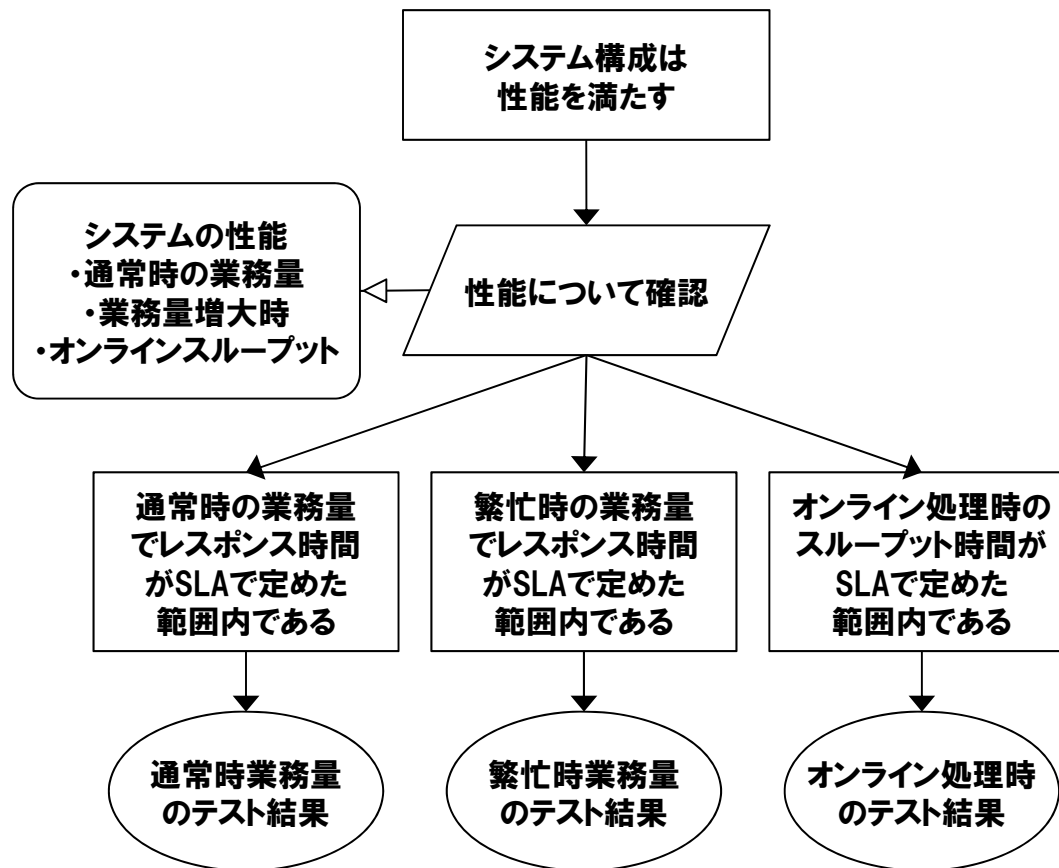 システム構成は
性能を満たす
システムの性能
・通常時の業務量
・業務量増大時
・オンラインスループット
性能について確認
通常時の業務量
でレスポンス時間
がSLAで定めた
範囲内である
繁忙時の業務量
でレスポンス時間
がSLAで定めた
範囲内である
オンライン処理時の
スループット時間が
SLAで定めた
範囲内である
通常時業務量
のテスト結果
繁忙時業務量
のテスト結果
オンライン処理時
のテスト結果